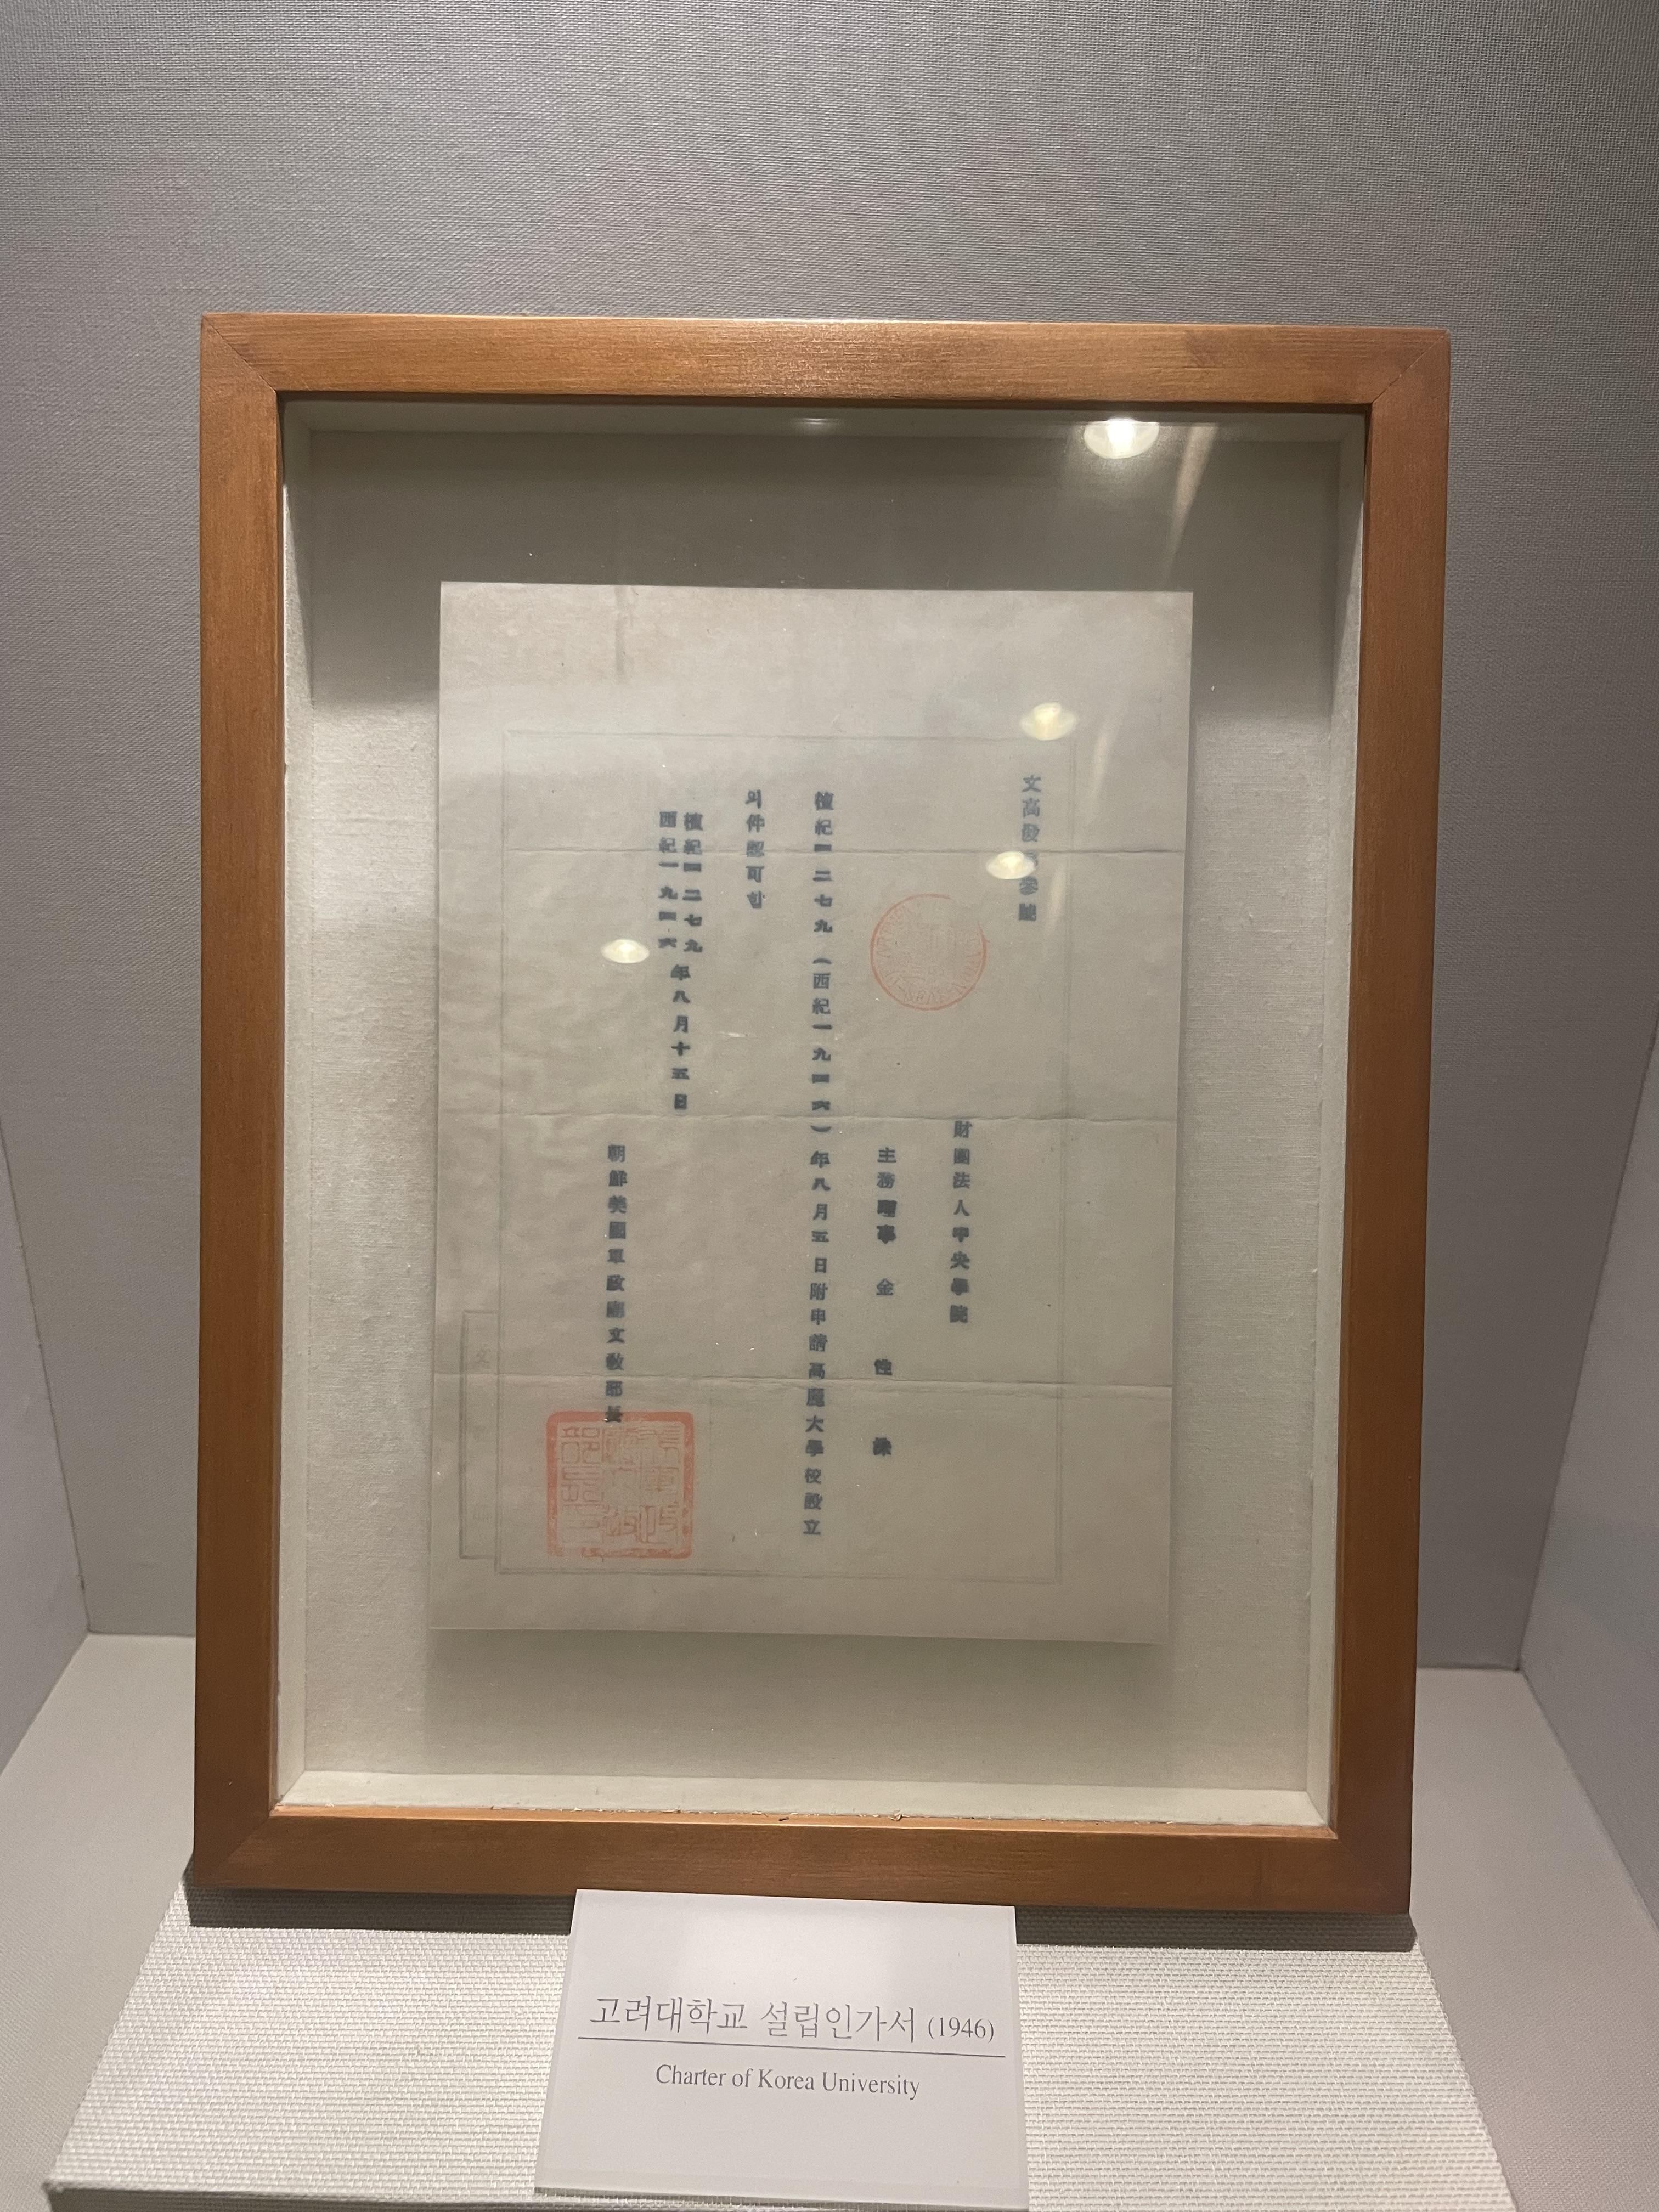 文高發第 號
財團法人中央學院
主務理事 金 性 洙
檀紀四二七九(西紀一九四六)年八月五日附申請高麗大學校設立
의件認可함
檀紀四二七九
西紀一九四六
年八月十五日
朝鮮美國軍政廳文敎部長
고려대학교 설립인가서 (1946)
Charter of Korea University